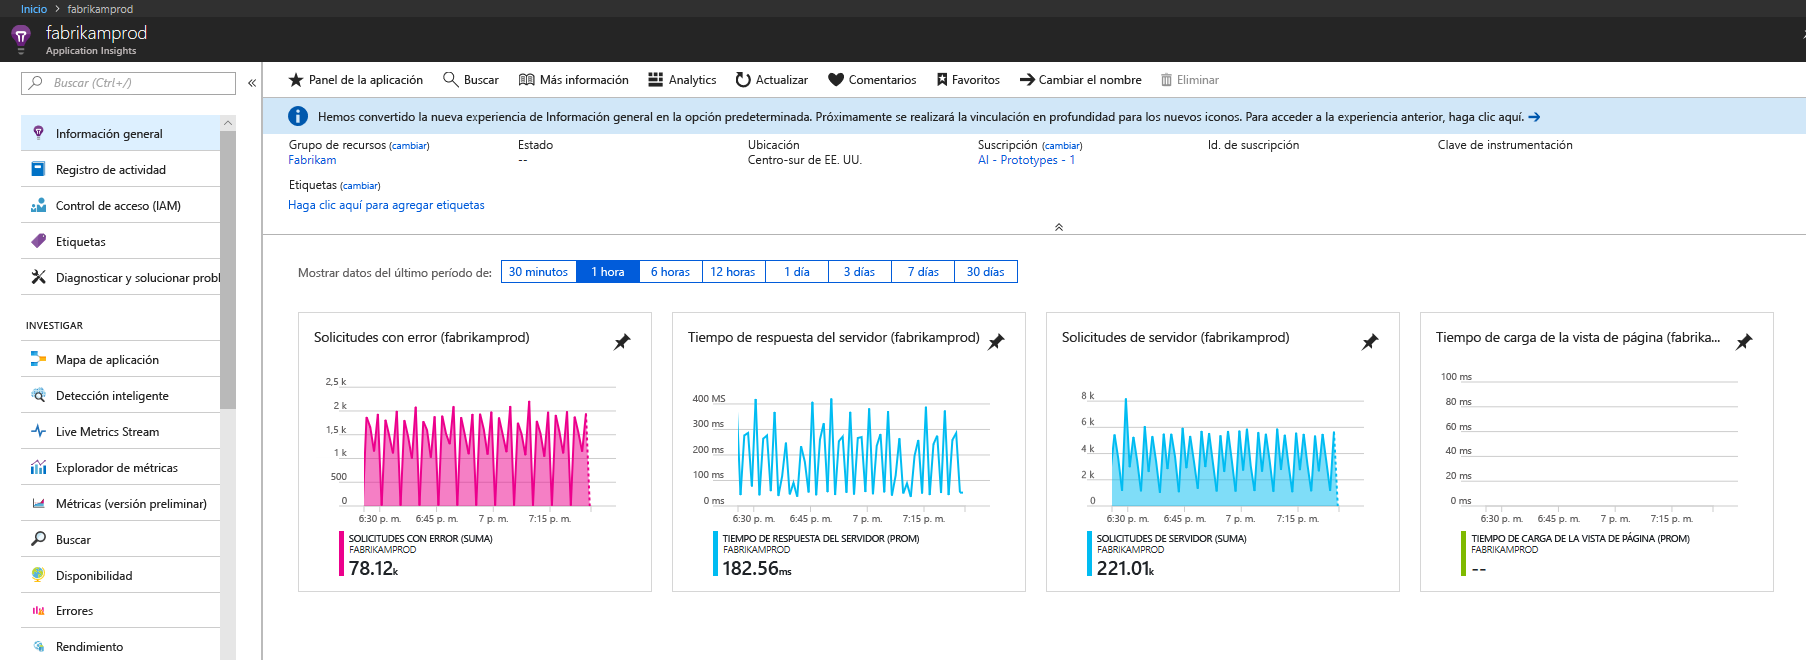 Inicio > fabrikamprod
fabrikamprod
Application Insights
Buscar (Ctrl+/)
«
Información general
Registro de actividad
Control de acceso (IAM)
Etiquetas
Diagnosticar y solucionar probl
INVESTIGAR
Mapa de aplicación
Detección inteligente
Live Metrics Stream
Explorador de métricas
Métricas (versión preliminar)
Buscar
Disponibilidad
Errores
Rendimiento
Panel de la aplicación Buscar Más información Analytics Actualizar Comentarios Favoritos Cambiar el nombre Eliminar
Hemos convertido la nueva experiencia de Información general en la opción predeterminada. Próximamente se realizará la vinculación en profundidad para los nuevos iconos. Para acceder a la experiencia anterior, haga clic aquí. →
Grupo de recursos (cambiar)
Fabrikam
Estado
--
Ubicación
Centro-sur de EE. UU.
Suscripción (cambiar)
AI - Prototypes - 1
Id. de suscripción
Clave de instrumentación
Etiquetas (cambiar)
Haga clic aquí para agregar etiquetas
Mostrar datos del último período de: 30 minutos 1 hora 6 horas 12 horas 1 día 3 días 7 días 30 días
Solicitudes con error (fabrikamprod)
2,5 k
2 k
1,5 k
1 k
500
0
6:30 p. m. 6:45 p. m. 7 p. m. 7:15 p. m.
SOLICITUDES CON ERROR (SUMA)
FABRIKAMPROD
78.12k
Tiempo de respuesta del servidor (fabrikamprod)
400 MS
300 ms
200 ms
100 ms
0 ms
6:30 p. m. 6:45 p. m. 7 p. m. 7:15 p. m.
TIEMPO DE RESPUESTA DEL SERVIDOR (PROM)
FABRIKAMPROD
182.56ms
Solicitudes de servidor (fabrikamprod)
8 k
6 k
4 k
2 k
0
6:30 p. m. 6:45 p. m. 7 p. m. 7:15 p. m.
SOLICITUDES DE SERVIDOR (SUMA)
FABRIKAMPROD
221.01k
Tiempo de carga de la vista de página (fabrika...
100 ms
80 ms
60 ms
40 ms
20 ms
0 ms
6:30 p. m. 6:45 p. m. 7 p. m. 7:15 p. m.
TIEMPO DE CARGA DE LA VISTA DE PÁGINA (PROM)
FABRIKAMPROD
--